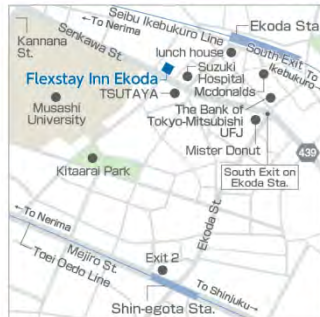 Seibu Ikebukuro Line
Ekoda Sta.
←To Nerima
Kannana
St.
Senkawa St.
lunch house
South Exit
To
Ikebukuro→
Flexstay Inn Ekoda
Suzuki
Hospital
TSUTAYA
Mcdonalds
Musashi
University
The Bank of
Tokyo-Mitsubishi
UFJ
Mister Donut
439
Kitaarai Park
South Exit on
Ekoda Sta.
←To Nerima
Ekoda St.
Mejiro St.
Toei Oedo Line
Exit 2
To Shinjuku→
Shin-egota Sta.